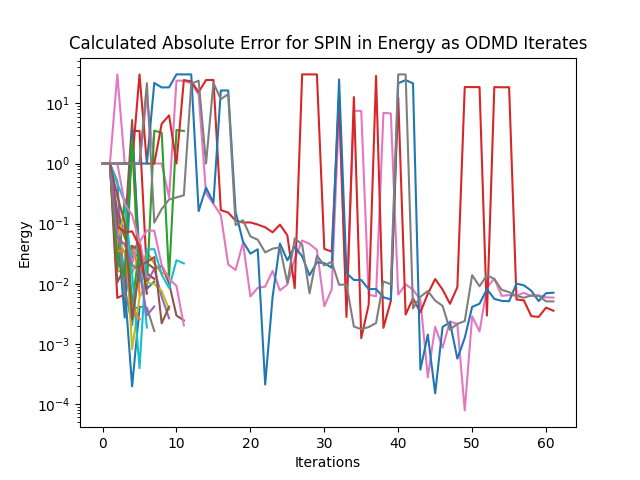 Calculated Absolute Error for SPIN in Energy as ODMD Iterates
Energy
10¹
10⁰
10⁻¹
10⁻²
10⁻³
10⁻⁴
0 10 20 30 40 50 60
Iterations